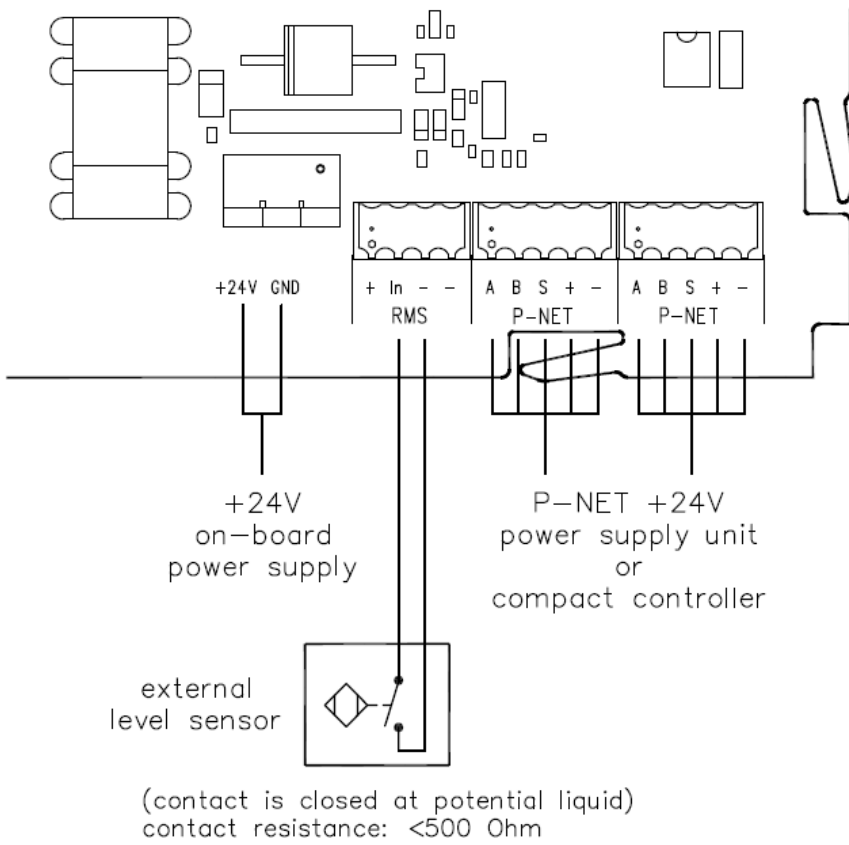 +24V GND
+ In - -
RMS
A B S + -
P-NET
A B S + -
P-NET
+24V
on-board
power supply
P-NET +24V
power supply unit
or
compact controller
external
level sensor
(contact is closed at potential liquid)
contact resistance: <500 Ohm